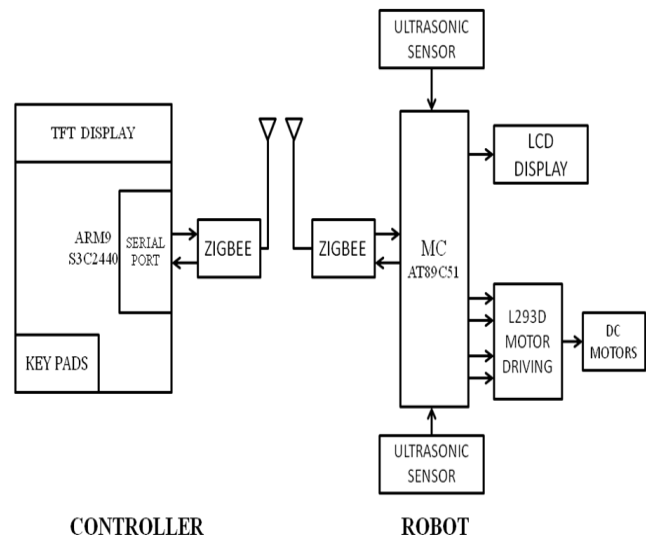 ULTRASONIC
SENSOR
TFT DISPLAY
ARM9
S3C2440
SERIAL
PORT
ZIGBEE
ZIGBEE
MC
AT89C51
LCD
DISPLAY
L293D
MOTOR
DRIVING
DC
MOTORS
KEY PADS
ULTRASONIC
SENSOR
CONTROLLER
ROBOT